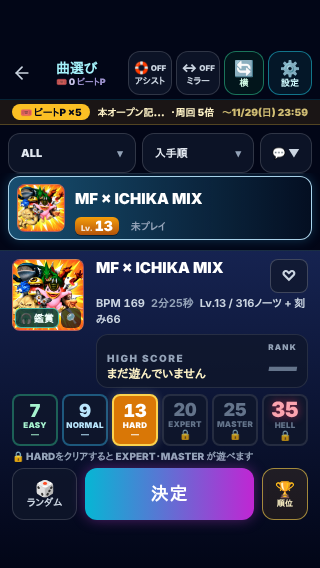 曲選び
0 ビートP
OFF
アシスト
OFF
ミラー
横
設定
ビートP ×5
本オープン記… ・周回 5倍
〜11/29(日) 23:59
ALL
入手順
MF × ICHIKA MIX
Lv. 13
未プレイ
MF × ICHIKA MIX
BPM 169 2分25秒 Lv.13 / 316ノーツ + 刻み66
鑑賞
RANK
HIGH SCORE
まだ遊んでいません
7
EASY
9
NORMAL
13
HARD
20
EXPERT
25
MASTER
35
HELL
HARDをクリアすると EXPERT・MASTER が遊べます
ランダム
決定
順位